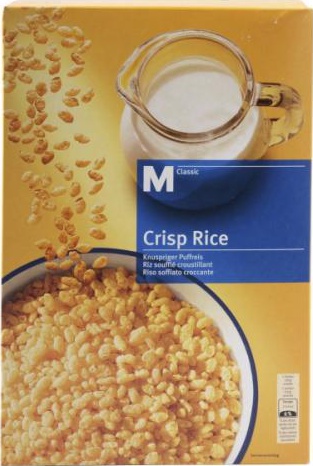 M Classic
Crisp Rice
Knuspriger Puffreis
Riz soufflé croustillant
Riso soffiato croccante